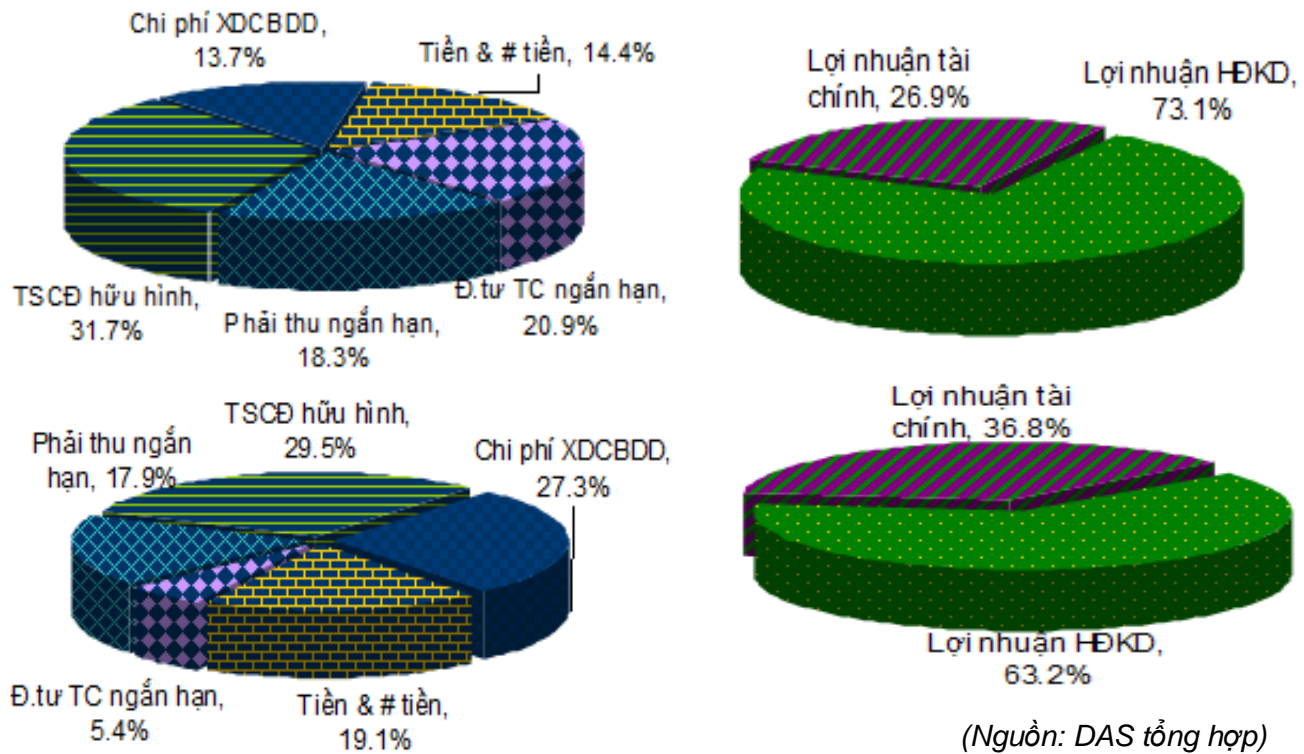 Chi phí XDCBDD,
13.7%
Tiền & # tiền, 14.4%
Đ.tư TC ngắn hạn,
20.9%
Phải thu ngắn hạn,
18.3%
TSCĐ hữu hình,
31.7%
Lợi nhuận tài
chính, 26.9%
Lợi nhuận HĐKD,
73.1%
TSCĐ hữu hình,
29.5%
Phải thu ngắn
hạn, 17.9%
Chi phí XDCBDD,
27.3%
Đ.tư TC ngắn hạn,
5.4%
Tiền & # tiền,
19.1%
Lợi nhuận tài
chính, 36.8%
Lợi nhuận HĐKD,
63.2%
(Nguồn: DAS tổng hợp)